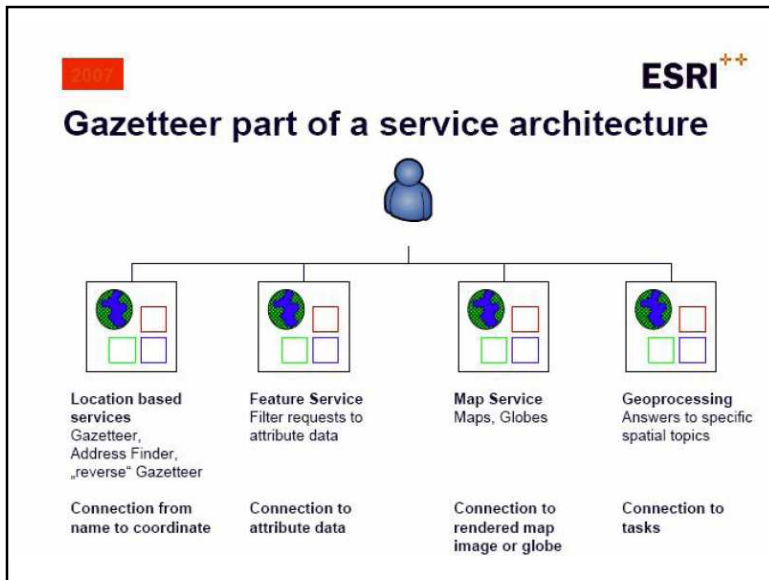 2007
ESRI++
Gazetteer part of a service architecture
Location based
services
Gazetteer,
Address Finder,
„reverse“ Gazetteer
Connection from
name to coordinate
Feature Service
Filter requests to
attribute data
Connection to
attribute data
Map Service
Maps, Globes
Connection to
rendered map
image or globe
Geoprocessing
Answers to specific
spatial topics
Connection to
tasks